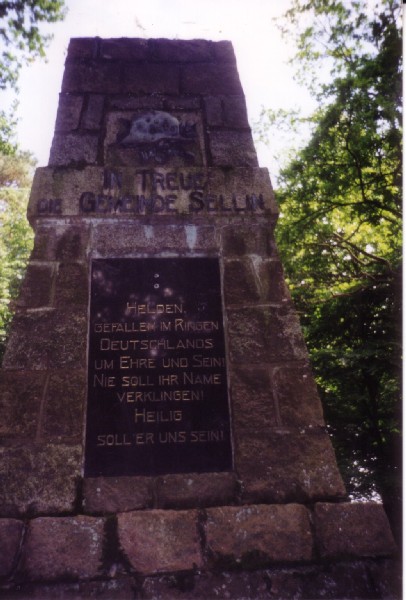 IN TREUE
DIE GEMEINDE SELLIN
HELDEN,
GEFALLEN IM RINGEN
DEUTSCHLANDS
UM EHRE UND SEIN!
NIE SOLL IHR NAME
VERKLINGEN!
HEILIG
SOLL ER UNS SEIN!